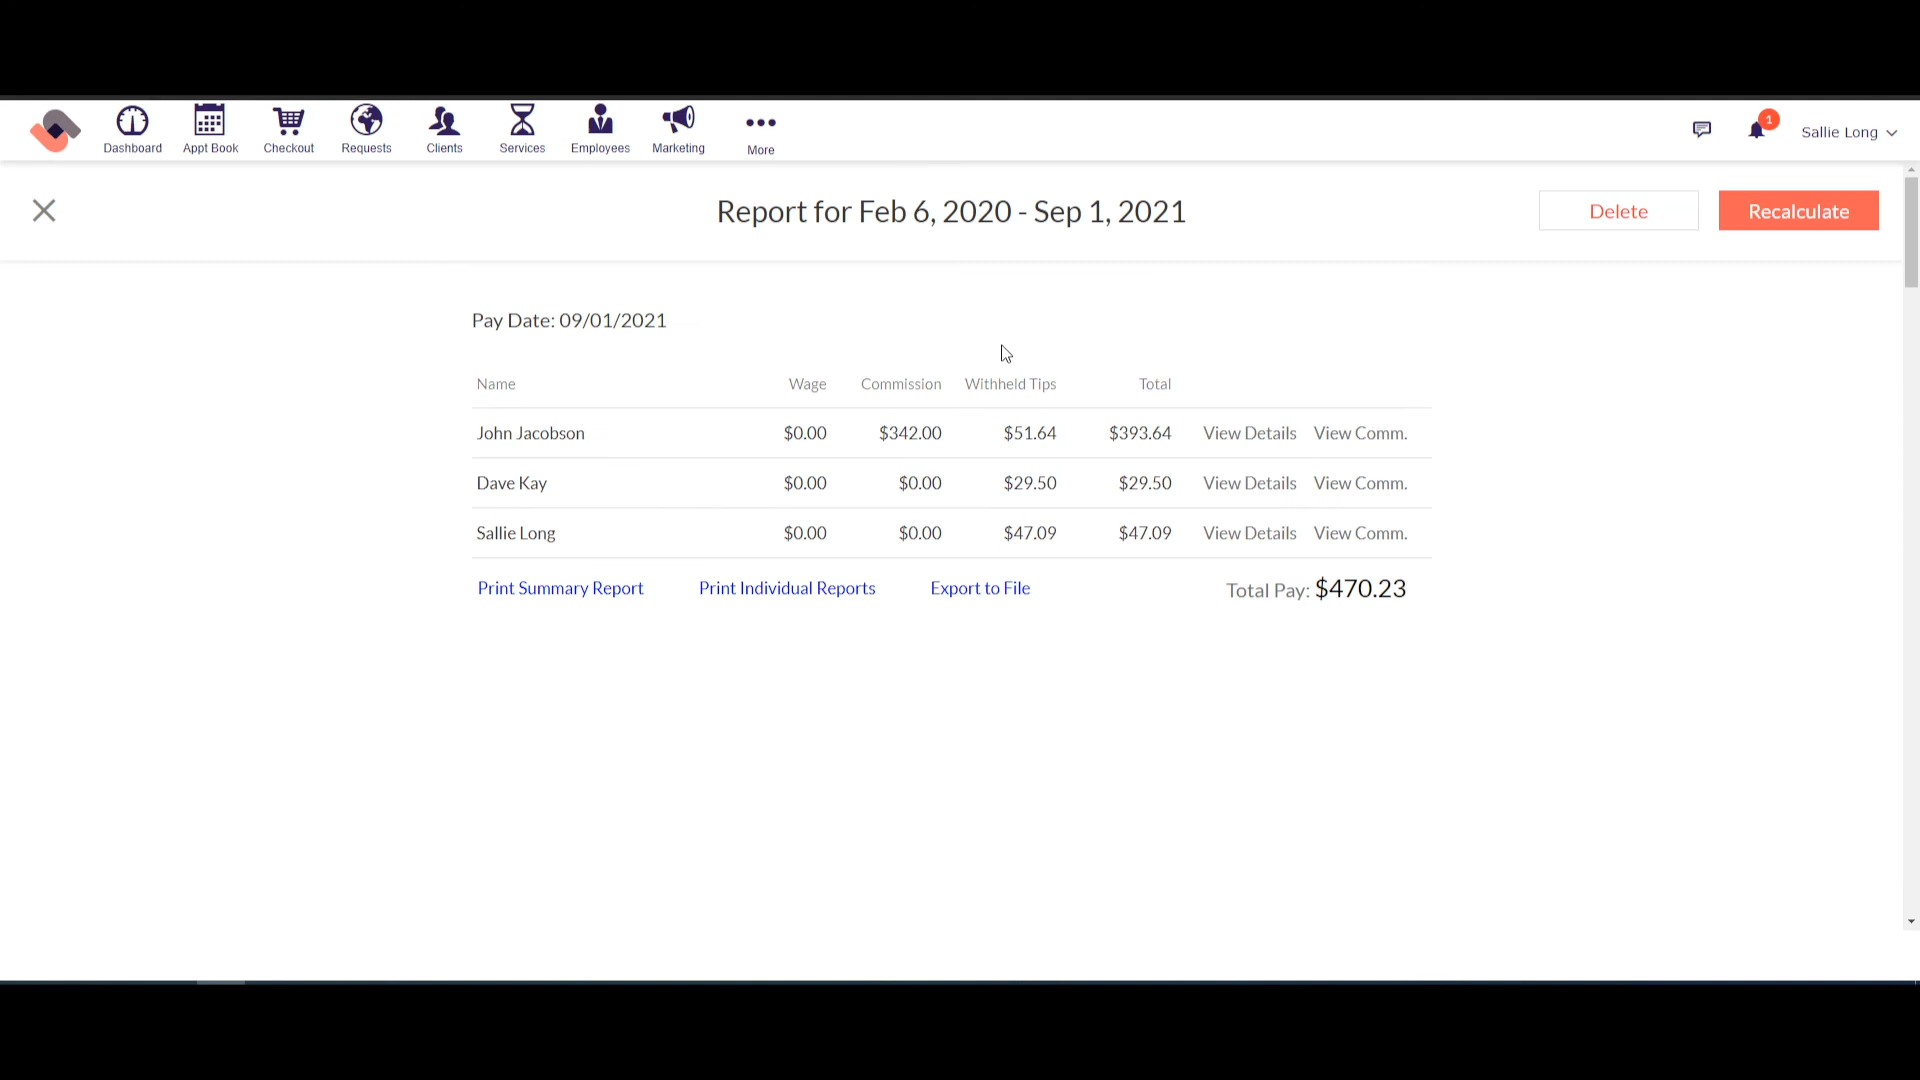 Dashboard Appt Book Checkout Requests Clients Services Employees Marketing More 1 Sallie Long
Report for Feb 6, 2020 - Sep 1, 2021 Delete Recalculate
Pay Date: 09/01/2021
Name Wage Commission Withheld Tips Total
John Jacobson $0.00 $342.00 $51.64 $393.64 View Details View Comm.
Dave Kay $0.00 $0.00 $29.50 $29.50 View Details View Comm.
Sallie Long $0.00 $0.00 $47.09 $47.09 View Details View Comm.
Print Summary Report Print Individual Reports Export to File Total Pay: $470.23